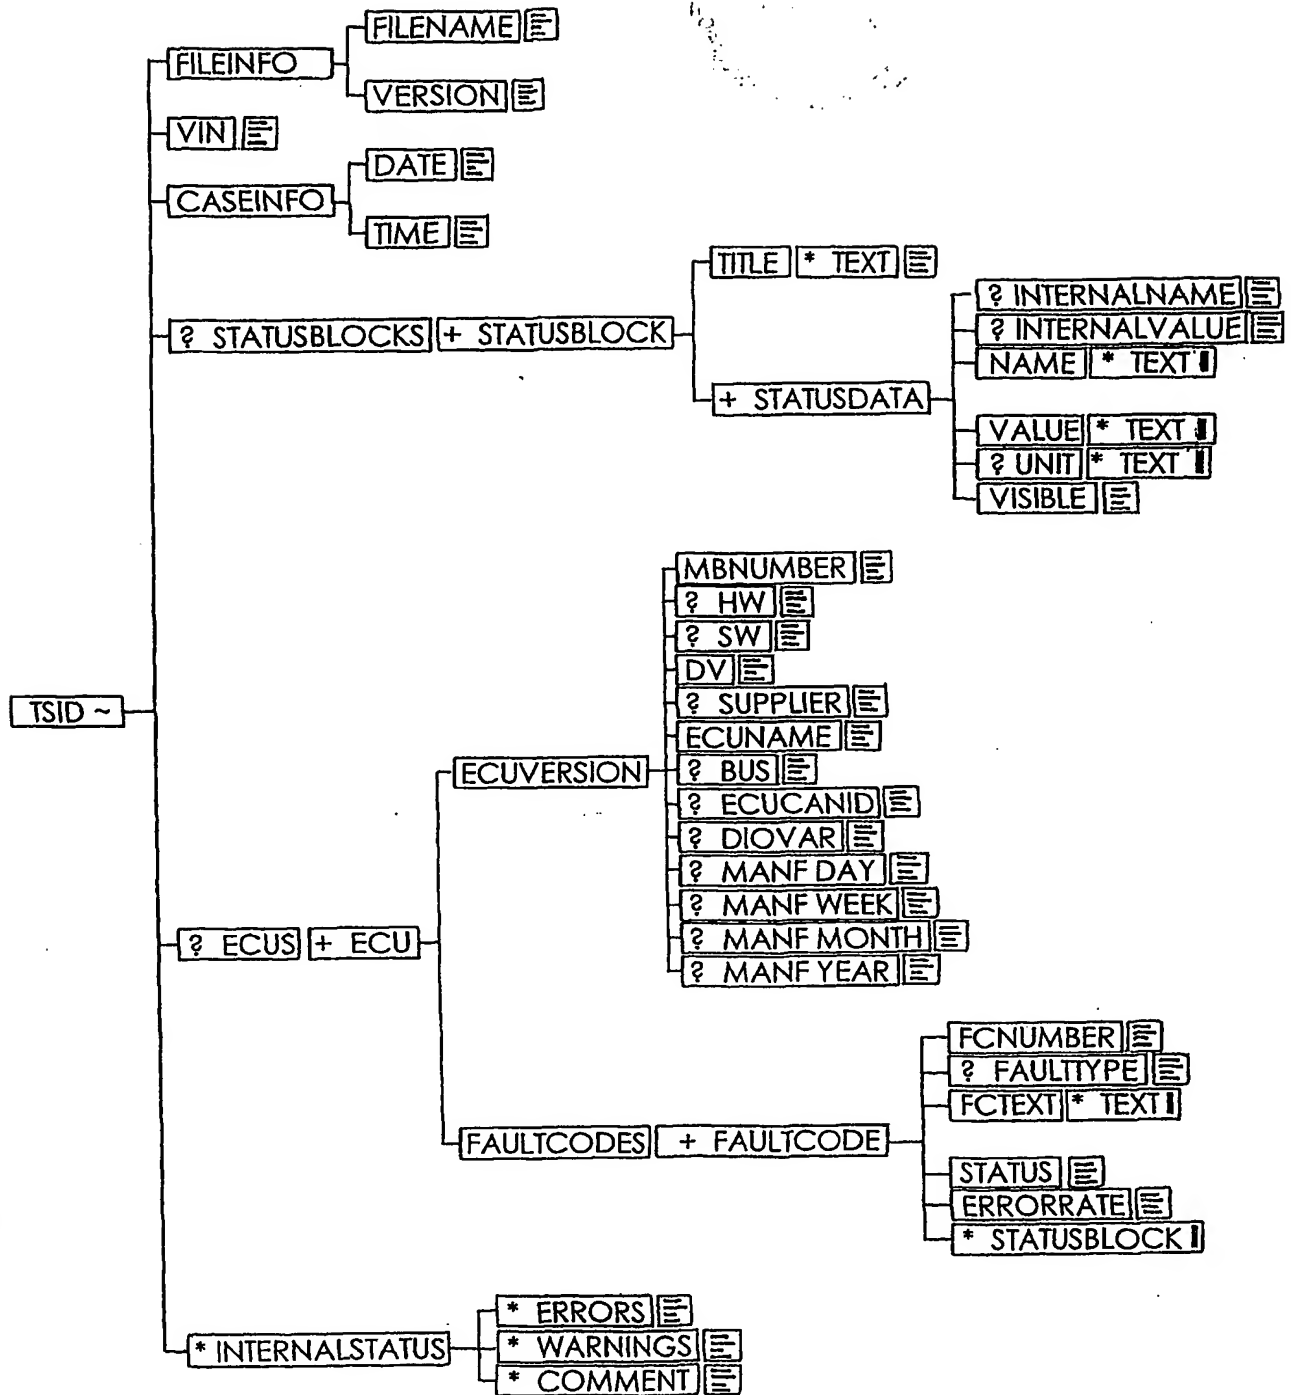 FILENAME
FILEINFO
VERSION
VIN
DATE
CASEINFO
TIME
TITLE * TEXT
? INTERNALNAME
? STATUSBLOCKS + STATUSBLOCK
? INTERNALVALUE
NAME * TEXT
+ STATUSDATA
VALUE * TEXT
? UNIT * TEXT
VISIBLE
MBNUMBER
? HW
? SW
DV
TSID ~
? SUPPLIER
ECUNAME
ECUVERSION
? BUS
? ECUCANID
? DIOVAR
? MANF DAY
? MANF WEEK
? ECUS + ECU
? MANF MONTH
? MANF YEAR
FCNUMBER
? FAULTTYPE
FCTEXT * TEXT
FAULTCODES + FAULTCODE
STATUS
ERRORRATE
* STATUSBLOCK
* ERRORS
* INTERNALSTATUS
* WARNINGS
* COMMENT